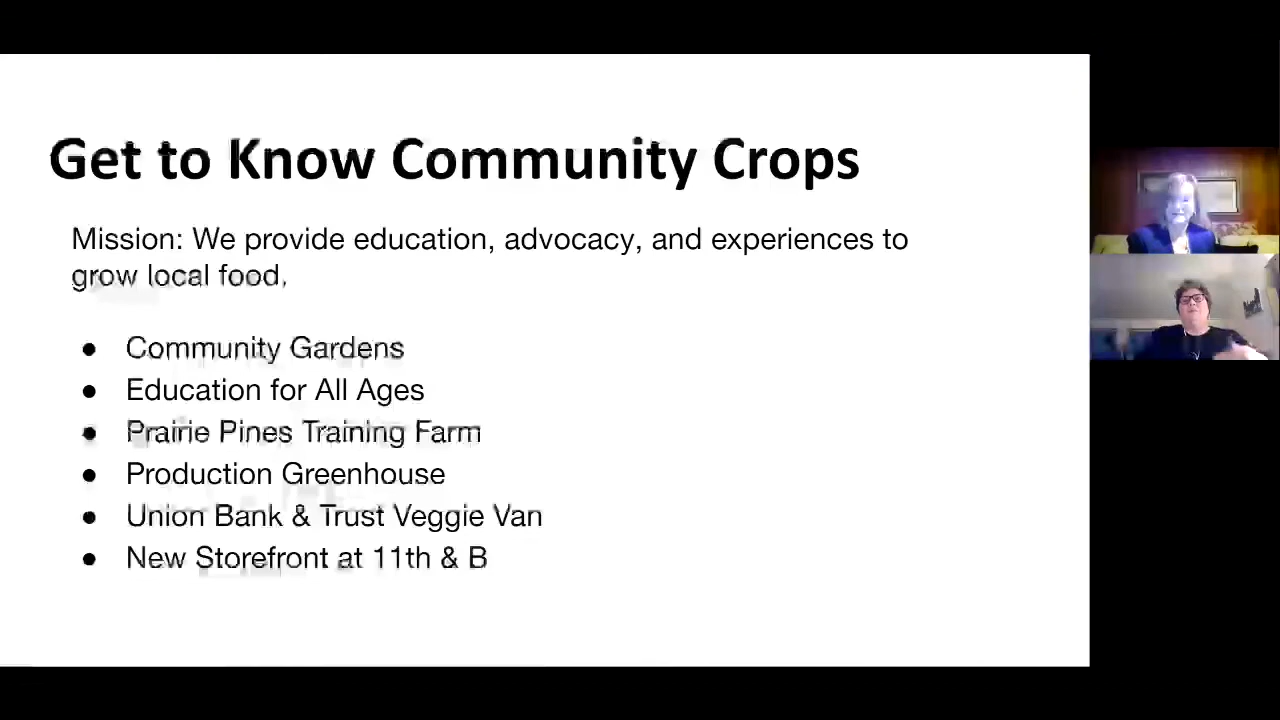 Get to Know Community Crops
Mission: We provide education, advocacy, and experiences to
grow local food.
● Community Gardens
● Education for All Ages
● Prairie Pines Training Farm
● Production Greenhouse
● Union Bank & Trust Veggie Van
● New Storefront at 11th & B